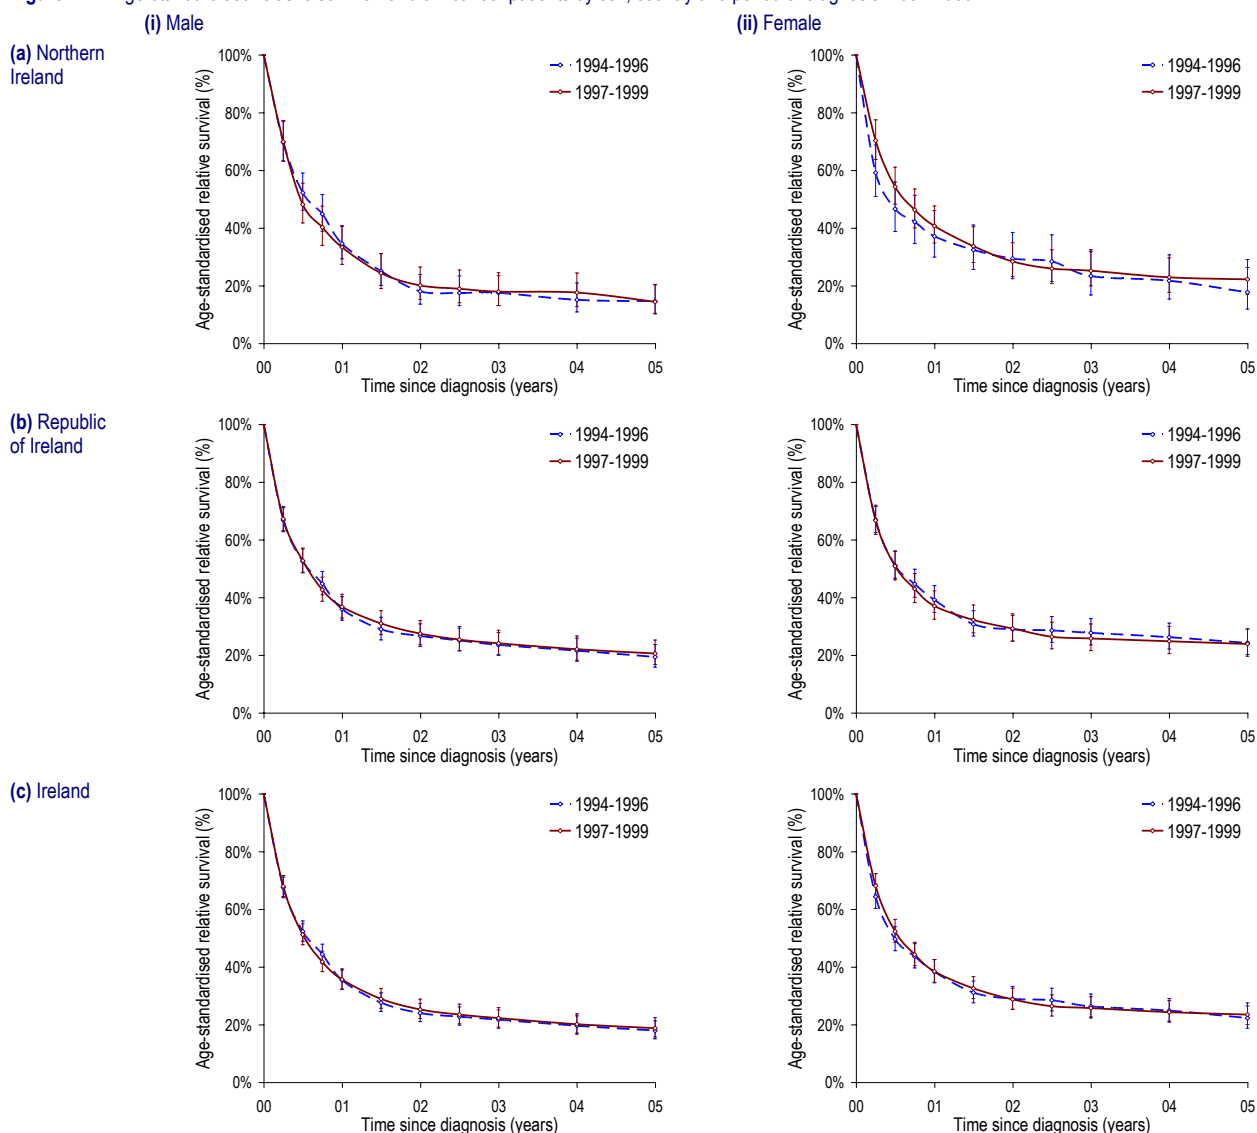 (i) Male
(ii) Female
(a) Northern
Ireland
Age-standardised relative survival (%)
100%
80%
60%
40%
20%
0%
00 01 02 03 04 05
Time since diagnosis (years)
1994-1996
1997-1999
Age-standardised relative survival (%)
100%
80%
60%
40%
20%
0%
00 01 02 03 04 05
Time since diagnosis (years)
1994-1996
1997-1999
(b) Republic
of Ireland
Age-standardised relative survival (%)
100%
80%
60%
40%
20%
0%
00 01 02 03 04 05
Time since diagnosis (years)
1994-1996
1997-1999
Age-standardised relative survival (%)
100%
80%
60%
40%
20%
0%
00 01 02 03 04 05
Time since diagnosis (years)
1994-1996
1997-1999
(c) Ireland
Age-standardised relative survival (%)
100%
80%
60%
40%
20%
0%
00 01 02 03 04 05
Time since diagnosis (years)
1994-1996
1997-1999
Age-standardised relative survival (%)
100%
80%
60%
40%
20%
0%
00 01 02 03 04 05
Time since diagnosis (years)
1994-1996
1997-1999